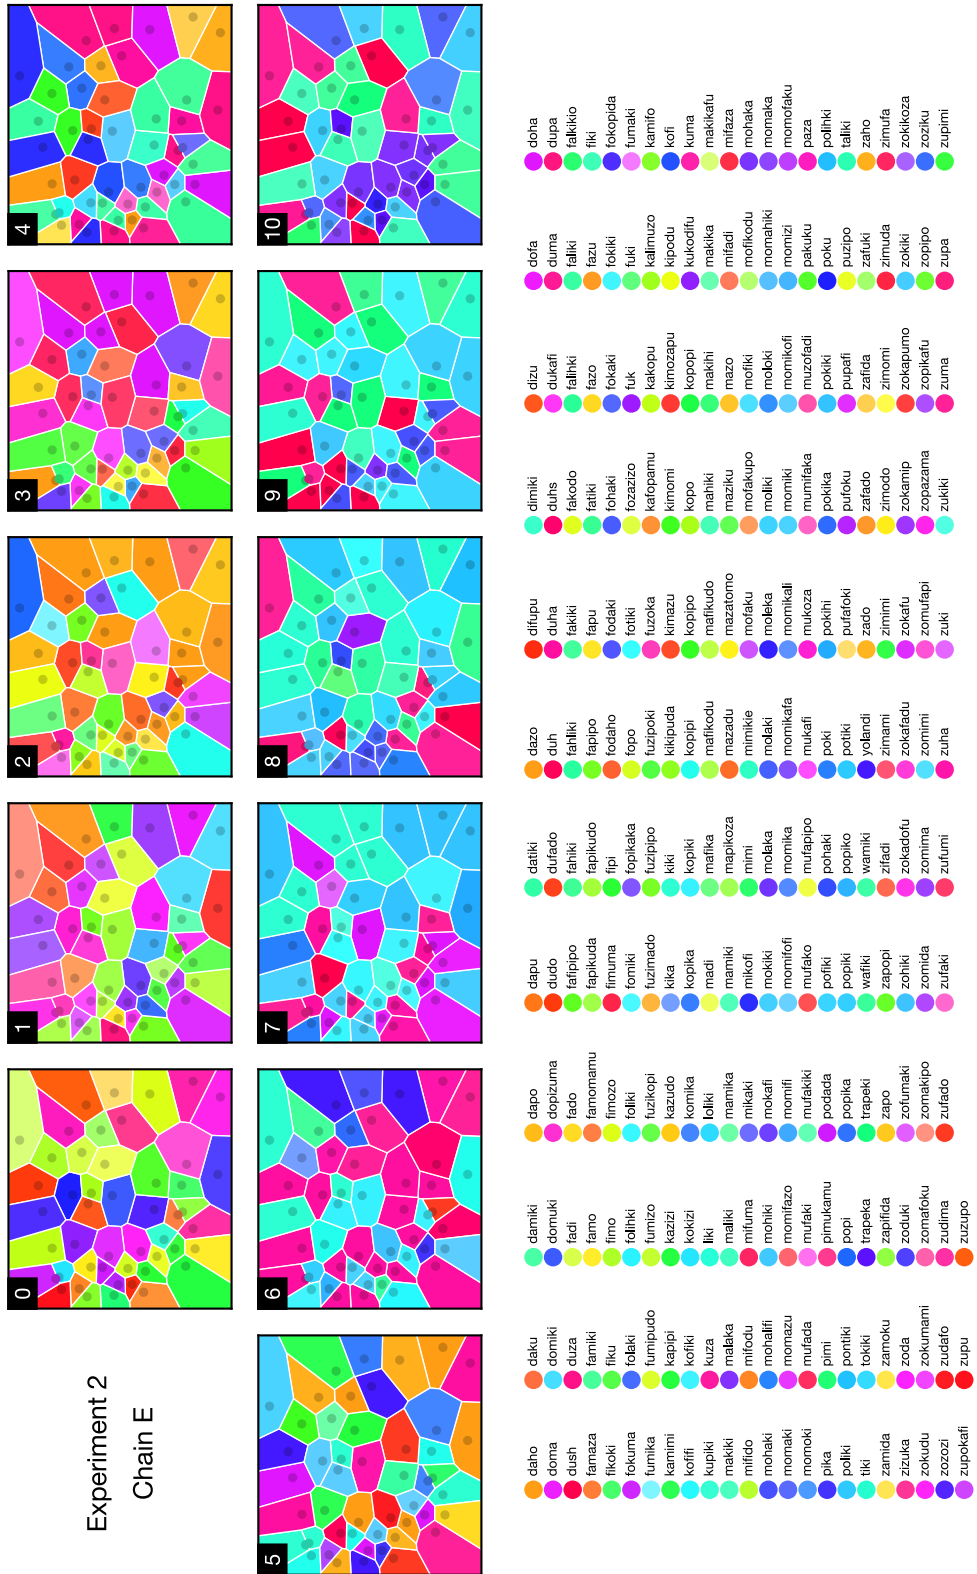 Experiment 2
Chain E
0
1
2
3
4
5
6
7
8
9
10
daho daku damiki dapo dapu datiki dazo difupu dimiki dizu dofa doha
doma domiki domuki dopizuma dudo dufado duh duha duhs dukafi duma dupa
dush duza fadi fado fafipipo fahiki fahliki fakiki fakodo falihiki faliki falkikio
famaza famiki famo famomamu fapikuda fapikudo fapipo fapu fatiki fazo fazu fiki
fikoki fiku fimo fimozo fimuma fipi fodaho fodaki fohaki fokaki fokiki fokopida
fokuma folaki folihki foliki fomiki fopikaka fopo fotiki fozazizo fuk fuki fumaki
fumika fumipudo fumizo fuzikopi fuzimado fuzipipo fuzipoki fuzoka kafopamu kakopu kalimuzo kamifo
kamimi kapipi kazizi kazudo kika kiki kikipuda kimazu kimomi kimozapu kipodu kofi
koffifi kofiki kokizi komika kopika kopiki kopipi kopipo kopo kopopi kukodifu kuma
kupiki kuza liki loliki madi mafika mafikodu mafikudo mahiki makihi makika makikafu
makiki malaka maliki mamika mamiki mapikoza mazadu mazatomo maziku mazo mifadi mifaza
mifido mifodu mifuma mikaki mikofi mimi mimikie mofaku mofakupo mofiki mofikodu mohaka
mohaki mohalifi mohiki mokafi mokiki molaka molaki moleka moliki moloki momahiki momaka
momaki momazu momifazo momifi momifofi momika momikafa momikali momiki momikofi momizi momofaku
momoki mufada mufaki mufakiki mufako mufapipo mukafi mukoza mumifaka muzofadi pakuku paza
pika pimi pimukamu podada pofiki pohaki poki pokihi pokika pokiki poku polihki
poliki pontiki popi popika popiki popiko potiki pufafoki pufoku pupafi puzipo taliki
tiki tokiki trapeka trapeki wafiki wamiki yolandi zado zafado zafida zafuki zaho
zamida zamoku zapifida zapo zapopi zifadi zimami zimimi zimodo zimomi zimuda zimufa
zizuka zoda zoduki zofumaki zohiki zokadofu zokafadu zokafu zokamip zokapumo zokiki zokikoza
zokudu zokumami zomafoku zomakipo zomida zomima zomimi zomufapi zopazama zopikafu zopipo zoziku
zozozi zudafo zudima zufado zufaki zufumi zuha zuki zukiki zuma zupa zupimi
zupokafi zupu zuzupo